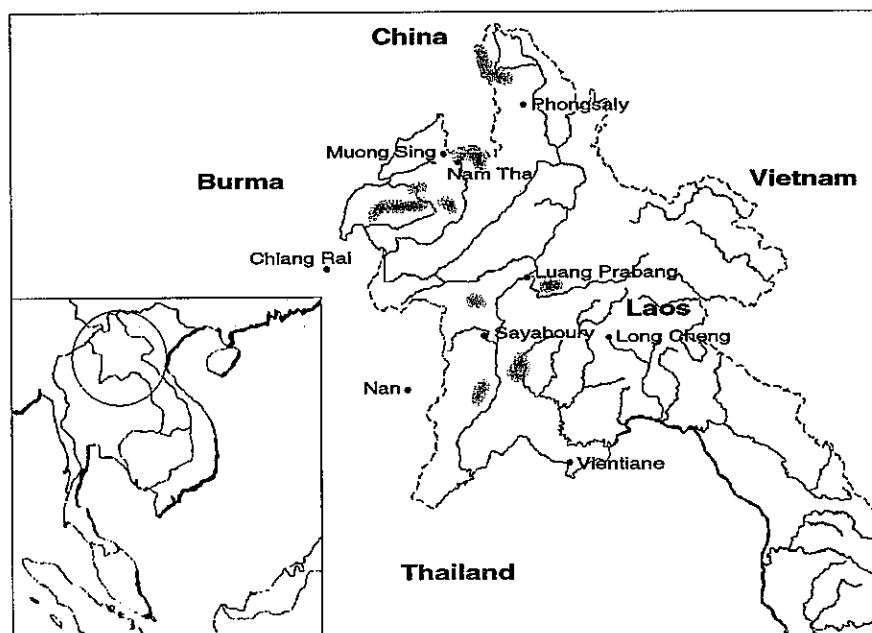 China
Phongsaly
Muong Sing
Nam Tha
Burma
Vietnam
Chiang Rai
Luang Prabang
Laos
Sayaboury
Long Cheng
Nan
Vientiane
Thailand